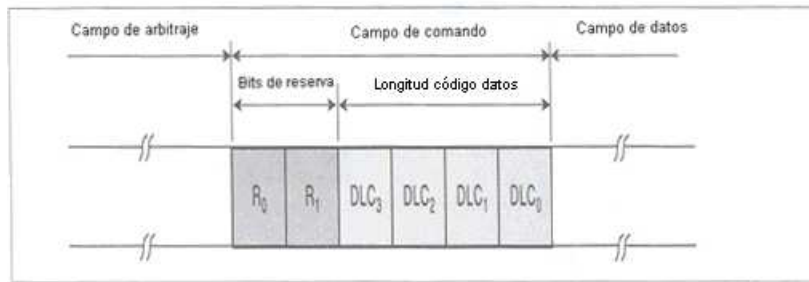 Campo de arbitraje
Campo de comando
Campo de datos
Bits de reserva
Longitud código datos
R0 R1 DLC3 DLC2 DLC1 DLC0